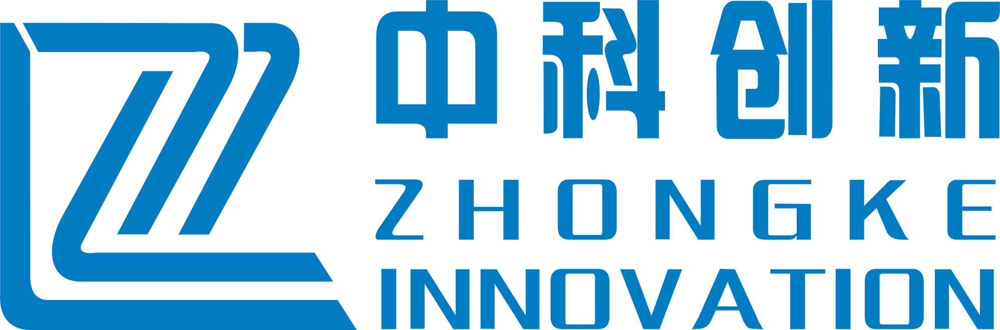 中科创新
ZHONGKE
INNOVATION